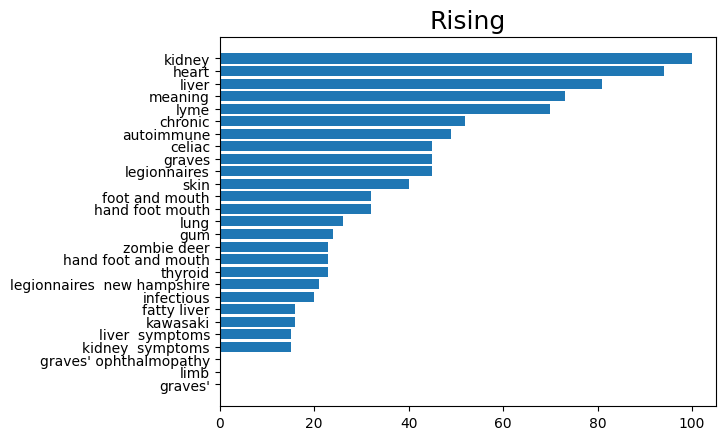 Rising
kidney
heart
liver
meaning
lyme
chronic
autoimmune
celiac
graves
legionnaires
skin
foot and mouth
hand foot mouth
lung
gum
zombie deer
hand foot and mouth
thyroid
legionnaires  new hampshire
infectious
fatty liver
kawasaki
liver  symptoms
kidney  symptoms
graves' ophthalmopathy
limb
graves'
0 20 40 60 80 100